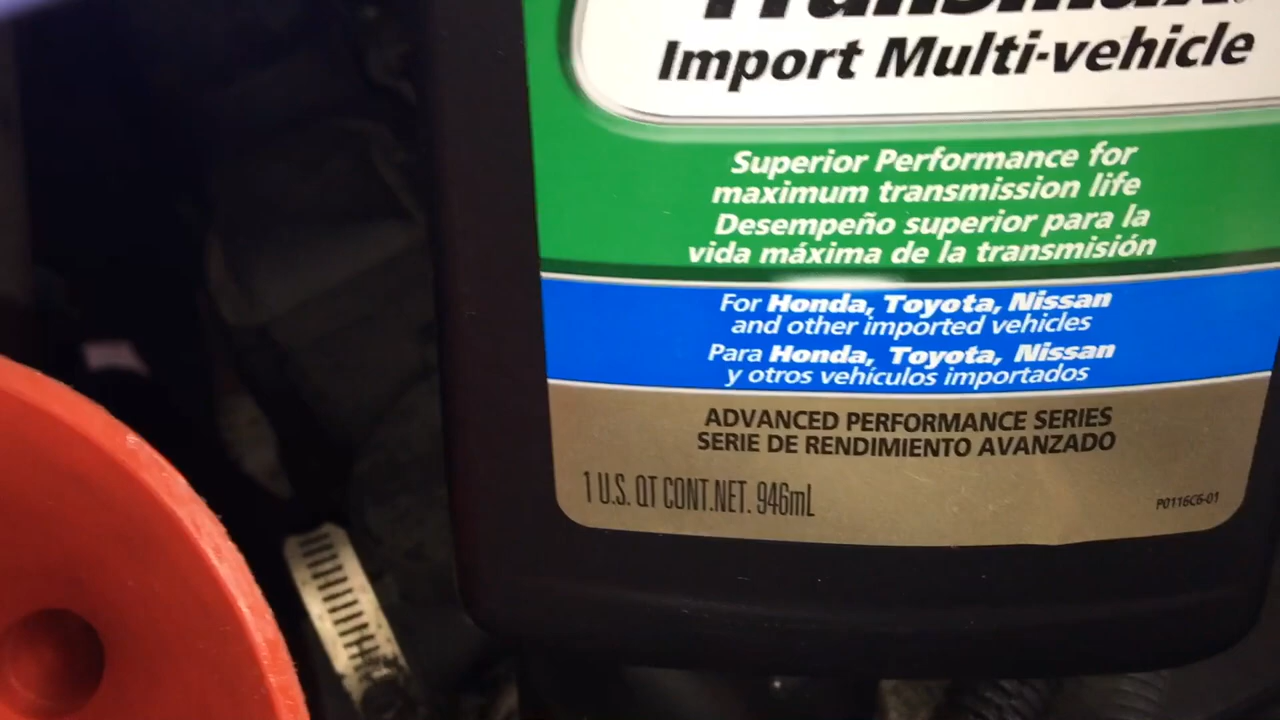 Transmax
Import Multi-vehicle
Superior Performance for
maximum transmission life
Desempeño superior para la
vida máxima de la transmisión
For Honda, Toyota, Nissan
and other imported vehicles
Para Honda, Toyota, Nissan
y otros vehículos importados
ADVANCED PERFORMANCE SERIES
SERIE DE RENDIMIENTO AVANZADO
1 U.S. QT CONT.NET. 946mL
P0116C6-01